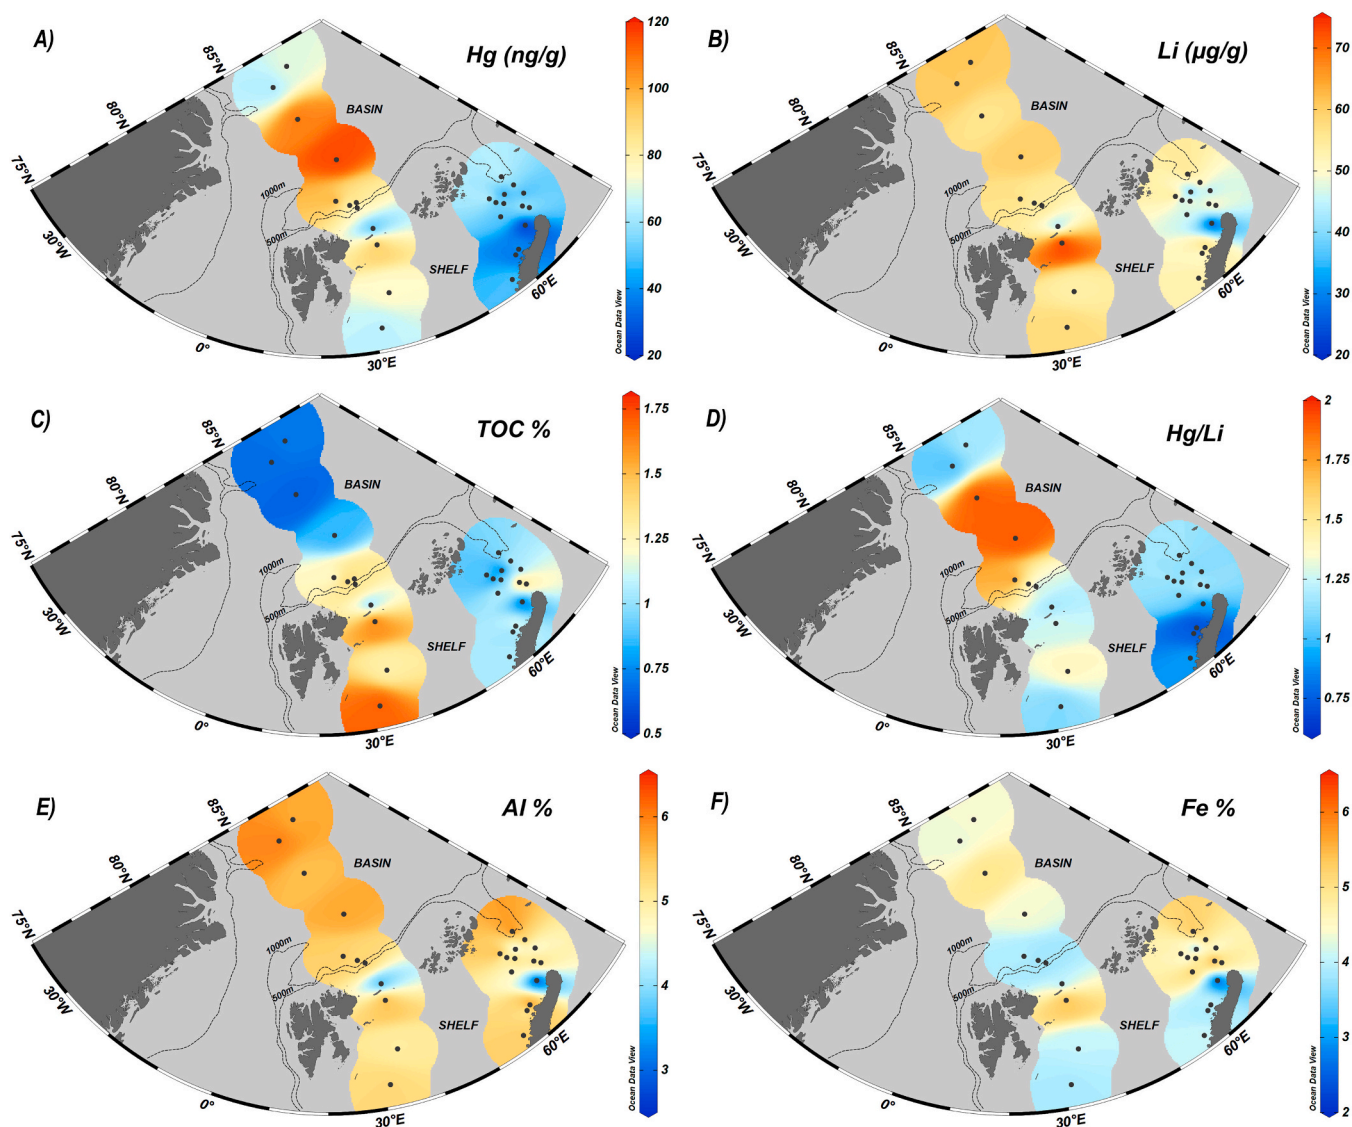 A)
Hg (ng/g)
85°N
80°N
75°N
30°W
0°
30°E
60°E
BASIN
SHELF
1000m
500m
Ocean Data View
120
100
80
60
40
20
B)
Li (µg/g)
85°N
80°N
75°N
30°W
0°
30°E
60°E
BASIN
SHELF
1000m
500m
Ocean Data View
70
60
50
40
30
20
C)
TOC %
85°N
80°N
75°N
30°W
0°
30°E
60°E
BASIN
SHELF
1000m
500m
Ocean Data View
1.75
1.5
1.25
1
0.75
0.5
D)
Hg/Li
85°N
80°N
75°N
30°W
0°
30°E
60°E
BASIN
SHELF
1000m
500m
Ocean Data View
2
1.75
1.5
1.25
1
0.75
E)
Al %
85°N
80°N
75°N
30°W
0°
30°E
60°E
BASIN
SHELF
1000m
500m
Ocean Data View
6
5
4
3
F)
Fe %
85°N
80°N
75°N
30°W
0°
30°E
60°E
BASIN
SHELF
1000m
500m
Ocean Data View
6
5
4
3
2